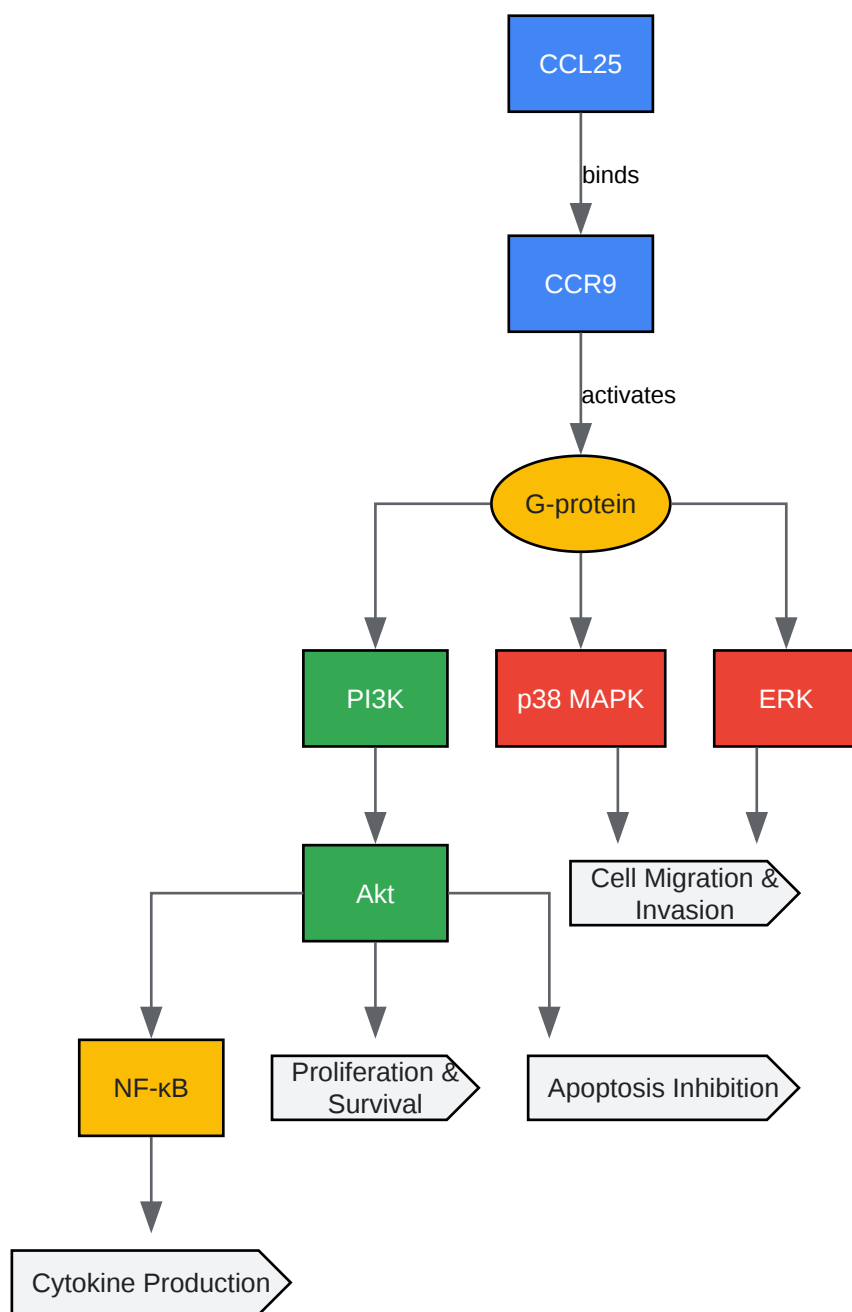 CCL25
binds
CCR9
activates
G-protein
PI3K
p38 MAPK
ERK
Akt
Cell Migration &
Invasion
NF-κB
Proliferation &
Survival
Apoptosis Inhibition
Cytokine Production